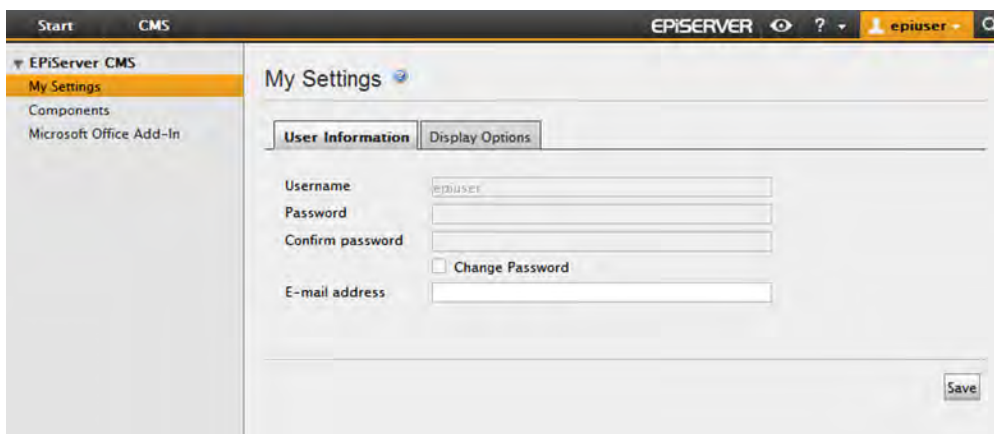 Start CMS EPiSERVER ? epiuser
EPiServer CMS
My Settings
Components
Microsoft Office Add-In
My Settings ?
User Information Display Options
Username epiuser
Password
Confirm password
Change Password
E-mail address
Save